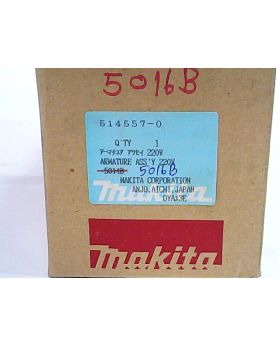 5016B
514557-0
Q'TY 1
アーマチュア アッセイ 220V
ARMATURE ASS'Y 220V
5014B 5016B
MAKITA CORPORATION
ANJO,AICHI,JAPAN
makita
makita